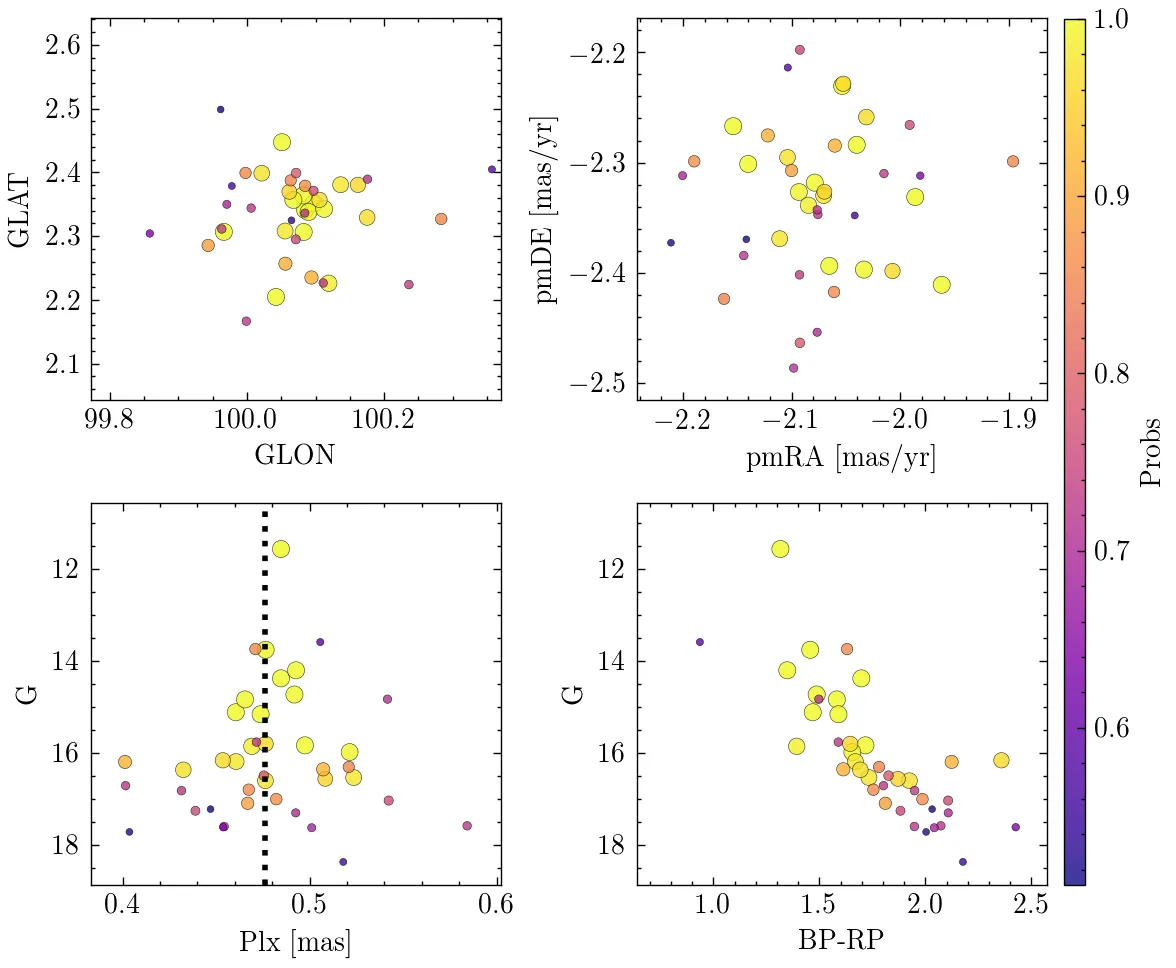 2.6
2.5
2.4
2.3
2.2
2.1
GLAT
99.8 100.0 100.2
GLON
−2.2
−2.3
−2.4
−2.5
pmDE [mas/yr]
−2.2 −2.1 −2.0 −1.9
pmRA [mas/yr]
12
14
16
18
G
0.4 0.5 0.6
Plx [mas]
12
14
16
18
G
1.0 1.5 2.0 2.5
BP-RP
1.0
0.9
0.8
0.7
0.6
Probs